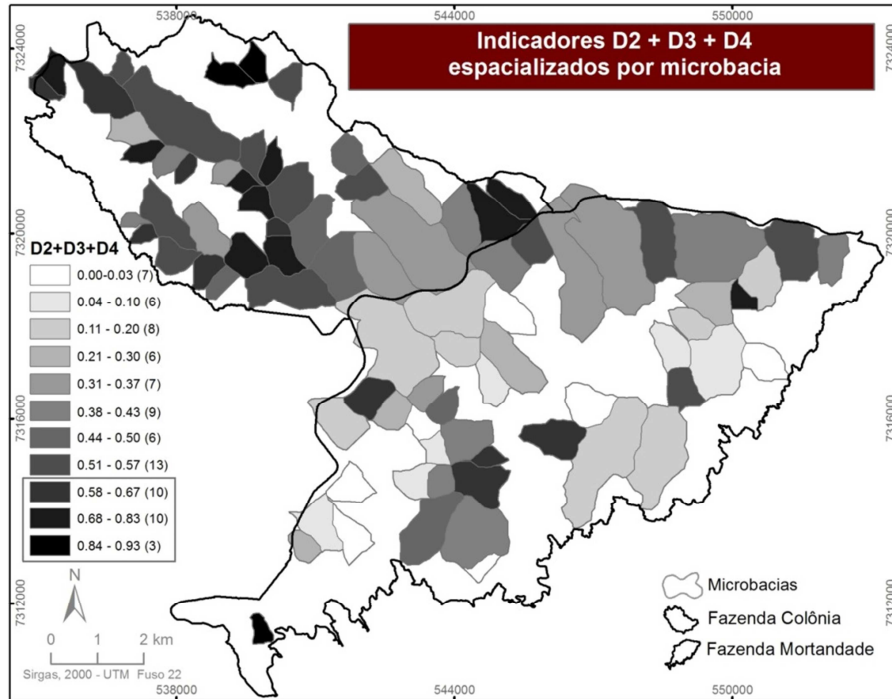 538000 544000 550000
7324000
7324000
Indicadores D2 + D3 + D4
espacializados por microbacia
7320000
7320000
D2+D3+D4
0.00-0.03 (7)
0.04 - 0.10 (6)
0.11 - 0.20 (8)
0.21 - 0.30 (6)
0.31 - 0.37 (7)
0.38 - 0.43 (9)
0.44 - 0.50 (6)
0.51 - 0.57 (13)
0.58 - 0.67 (10)
0.68 - 0.83 (10)
0.84 - 0.93 (3)
7316000
7316000
N
0 1 2 km
Sirgas, 2000 - UTM Fuso 22
Microbacias
Fazenda Colônia
Fazenda Mortandade
7312000
7312000
538000 544000 550000